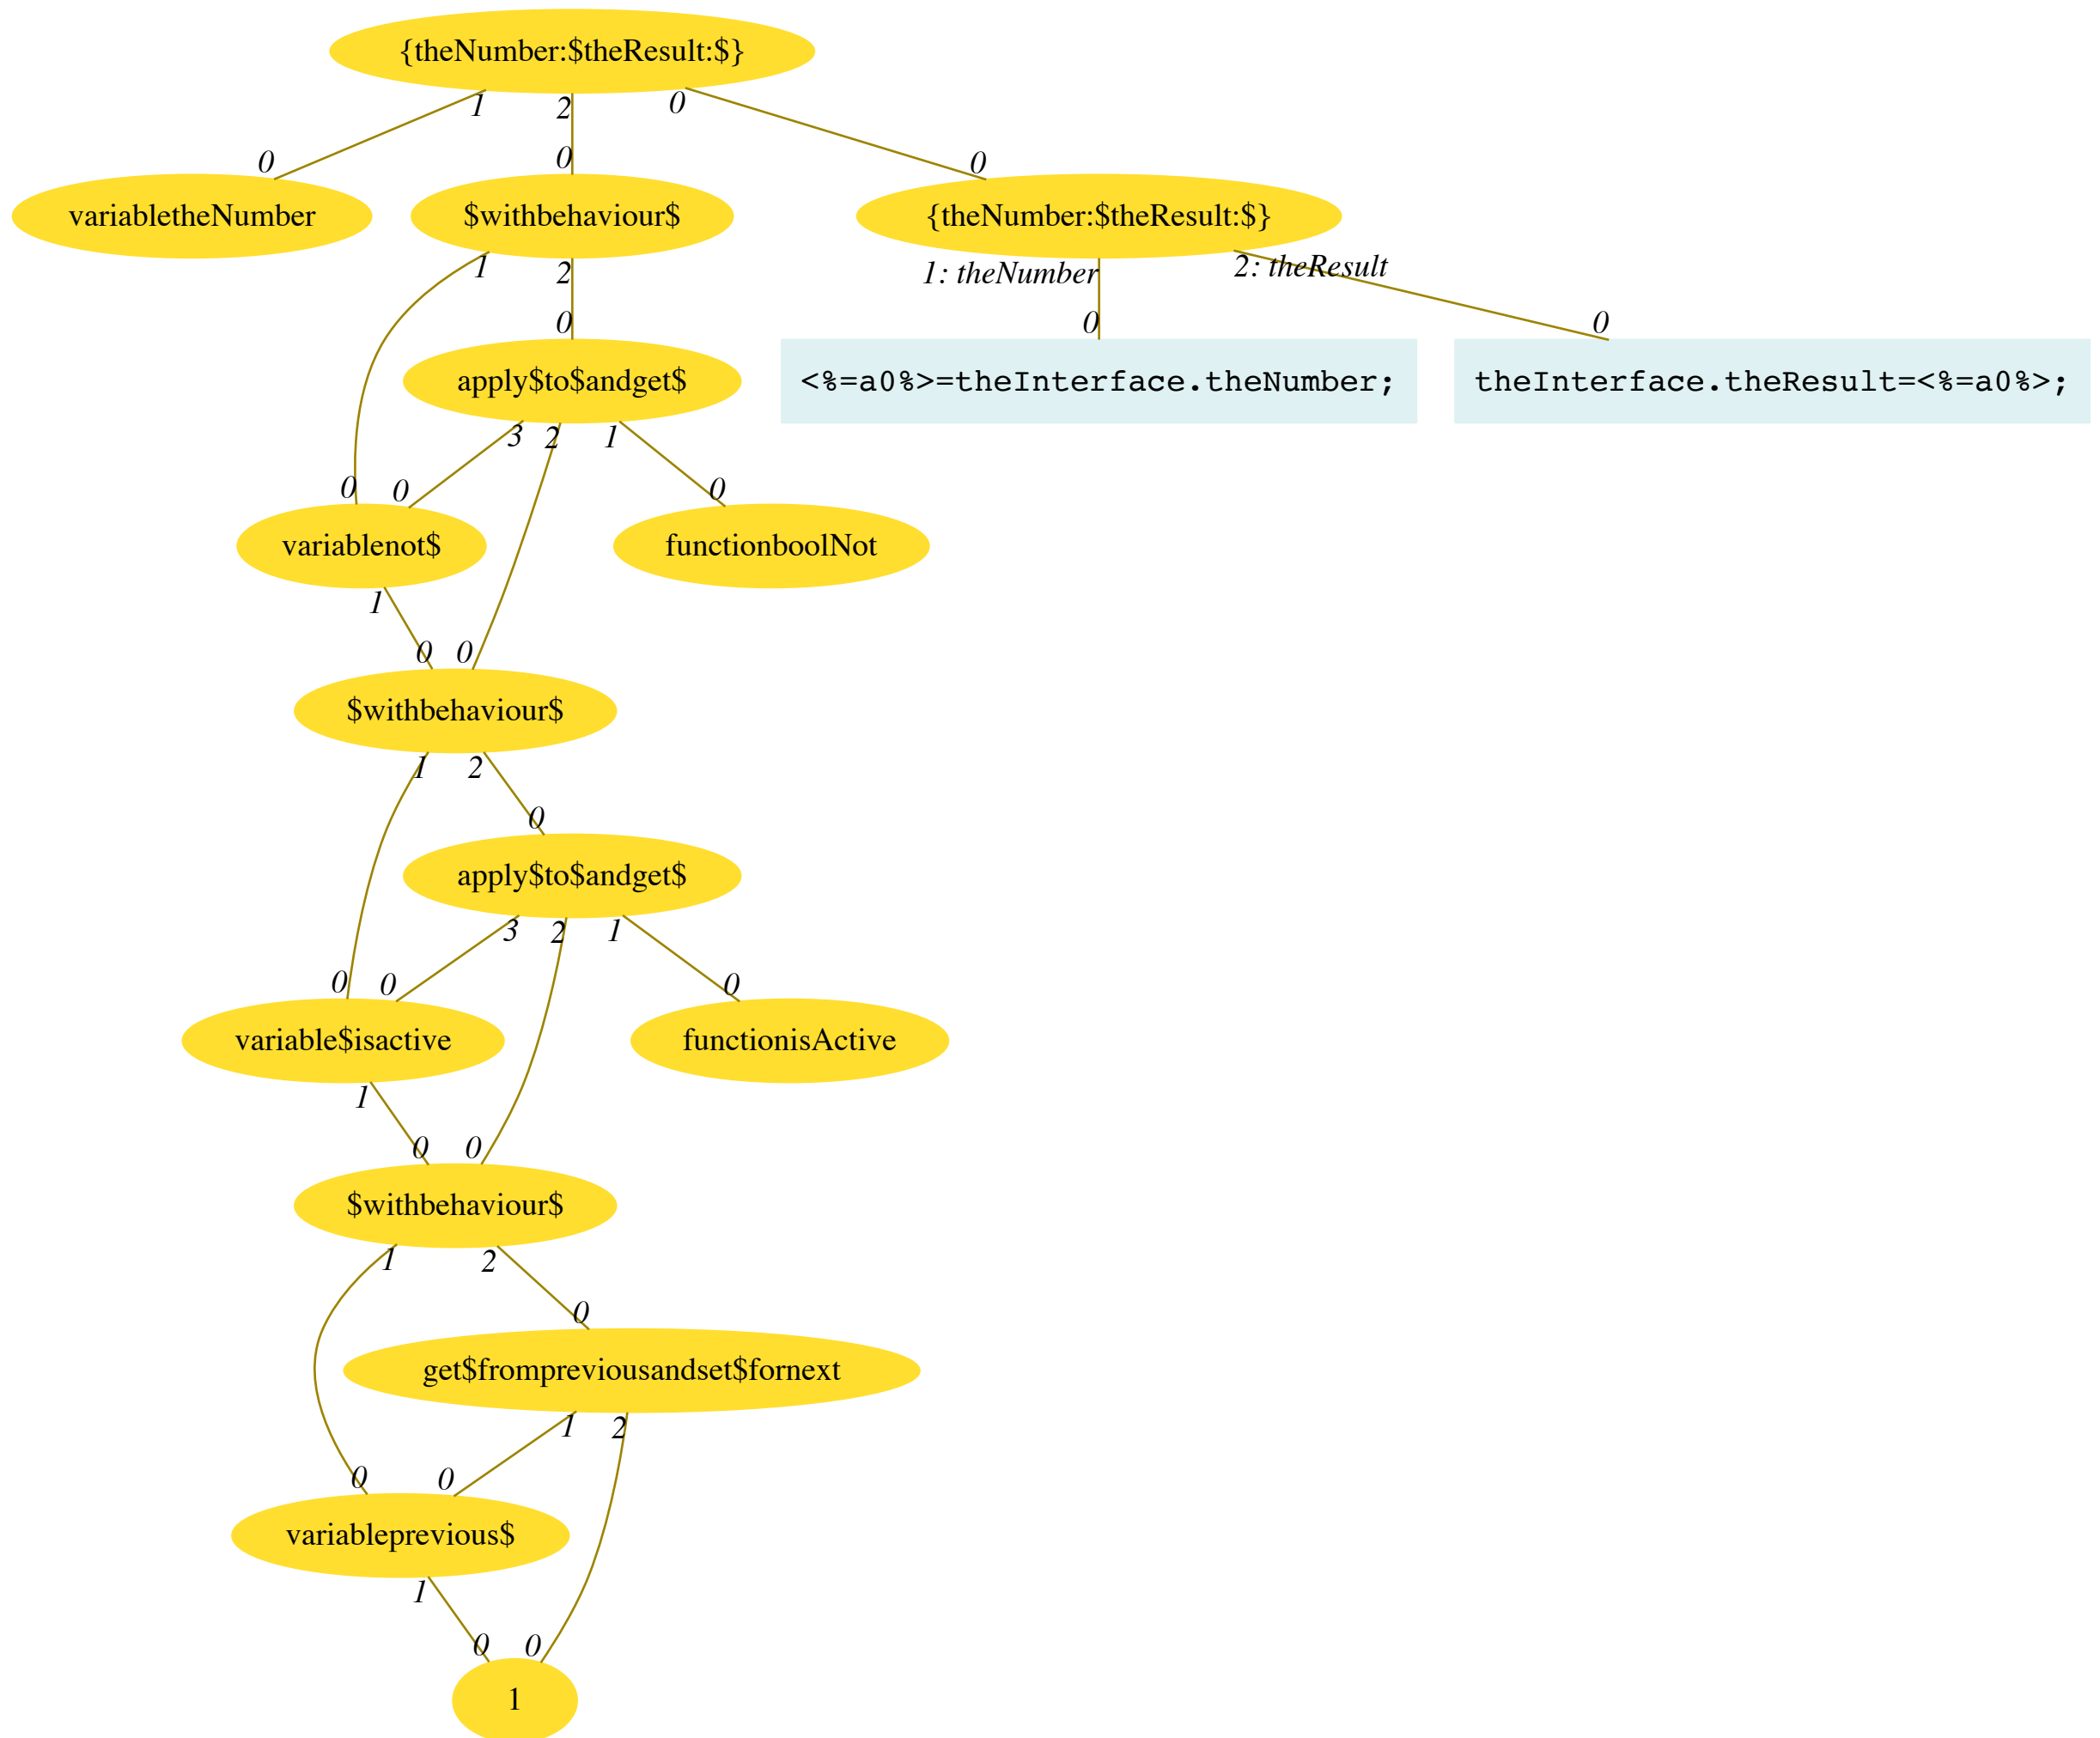 {theNumber:$theResult:$}
1 2 0
0 0 0
variabletheNumber $withbehaviour$ {theNumber:$theResult:$}
1 2 1: theNumber 2: theResult
0 0 0
apply$to$andget$ <%=a0%>=theInterface.theNumber; theInterface.theResult=<%=a0%>;
3 2 1
0 0 0
variablenot$ functionboolNot
1
0 0
$withbehaviour$
1 2
0
apply$to$andget$
3 2 1
0 0 0
variable$isactive functionisActive
1
0 0
$withbehaviour$
1 2
0
get$frompreviousandset$fornext
1 2
0 0
variableprevious$
1
0 0
1